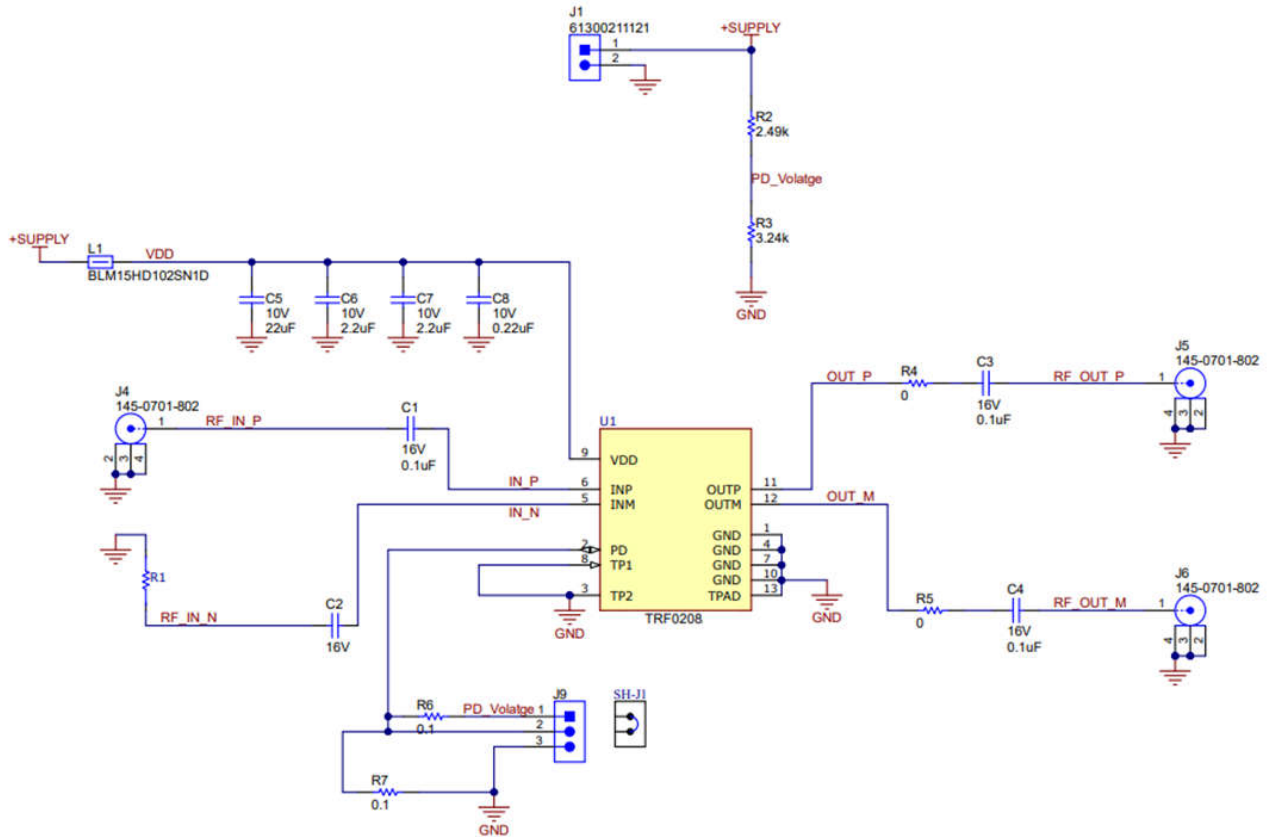 J1
61300211121
1
2
+SUPPLY
R2
2.49k
PD_Volatge
R3
3.24k
GND
+SUPPLY
L1
VDD
BLM15HD102SN1D
C5
10V
22uF
C6
10V
2.2uF
C7
10V
2.2uF
C8
10V
0.22uF
J4
145-0701-802
1
RF_IN_P
2
3
4
C1
16V
0.1uF
IN_P
IN_N
R1
RF_IN_N
C2
16V
U1
9 VDD
6 INP
5 INM
2 PD
8 TP1
3 TP2
OUTP 11
OUTM 12
GND 1
GND 4
GND 7
GND 10
TPAD 13
TRF0208
GND
GND
OUT_P
R4
0
C3
16V
0.1uF
RF_OUT_P
1
J5
145-0701-802
4
3
2
OUT_M
R5
0
C4
16V
0.1uF
RF_OUT_M
1
J6
145-0701-802
4
3
2
R6
0.1
PD_Volatge
J9
1
2
3
SH-J1
R7
0.1
GND